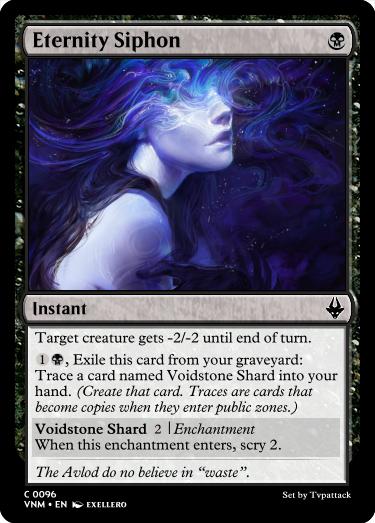 Eternity Siphon
Instant
Target creature gets -2/-2 until end of turn.
1 , Exile this card from your graveyard:
Trace a card named Voidstone Shard into your
hand. (Create that card. Traces are cards that
become copies when they enter public zones.)
Voidstone Shard 2 | Enchantment
When this enchantment enters, scry 2.
The Avlod do no believe in “waste”.
C 0096
VNM • EN EXELLERO
Set by Tvpattack